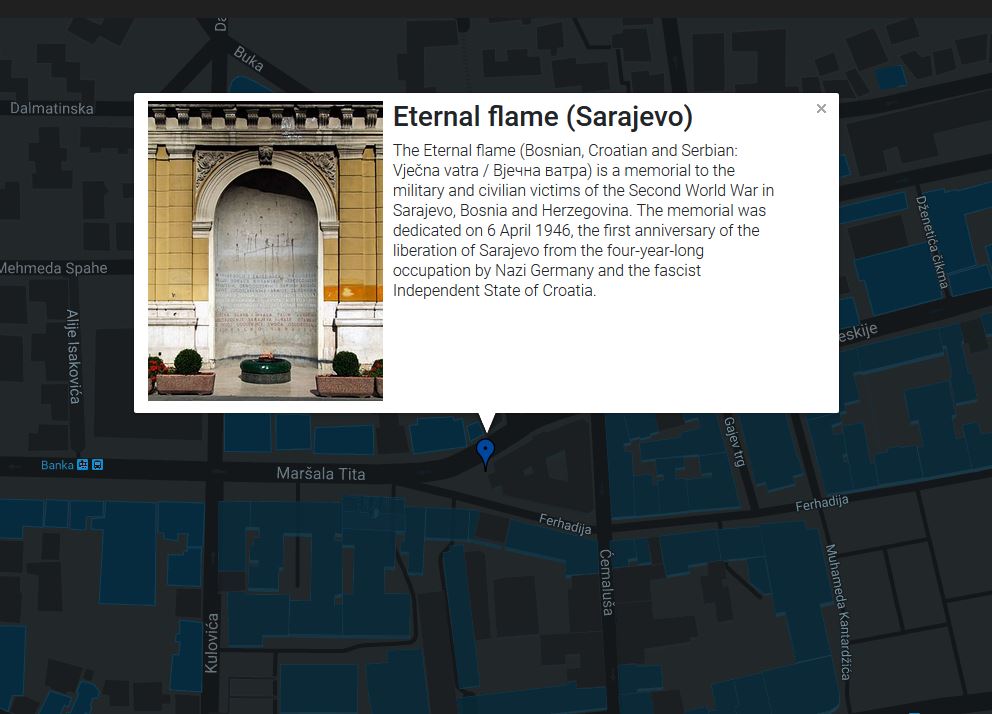 Buka
Dalmatinska
Eternal flame (Sarajevo)
×
The Eternal flame (Bosnian, Croatian and Serbian:
Vječna vatra / Вјечна ватра) is a memorial to the
military and civilian victims of the Second World War in
Sarajevo, Bosnia and Herzegovina. The memorial was
dedicated on 6 April 1946, the first anniversary of the
liberation of Sarajevo from the four-year-long
occupation by Nazi Germany and the fascist
Independent State of Croatia.
Dženetića čikma
Mehmeda Spahe
Alije Isakovića
eskije
Gajev trg
Banka
Maršala Tita
Ferhadija
Ferhadija
Ćemaluša
Muhameda Kantardžića
Kulovića